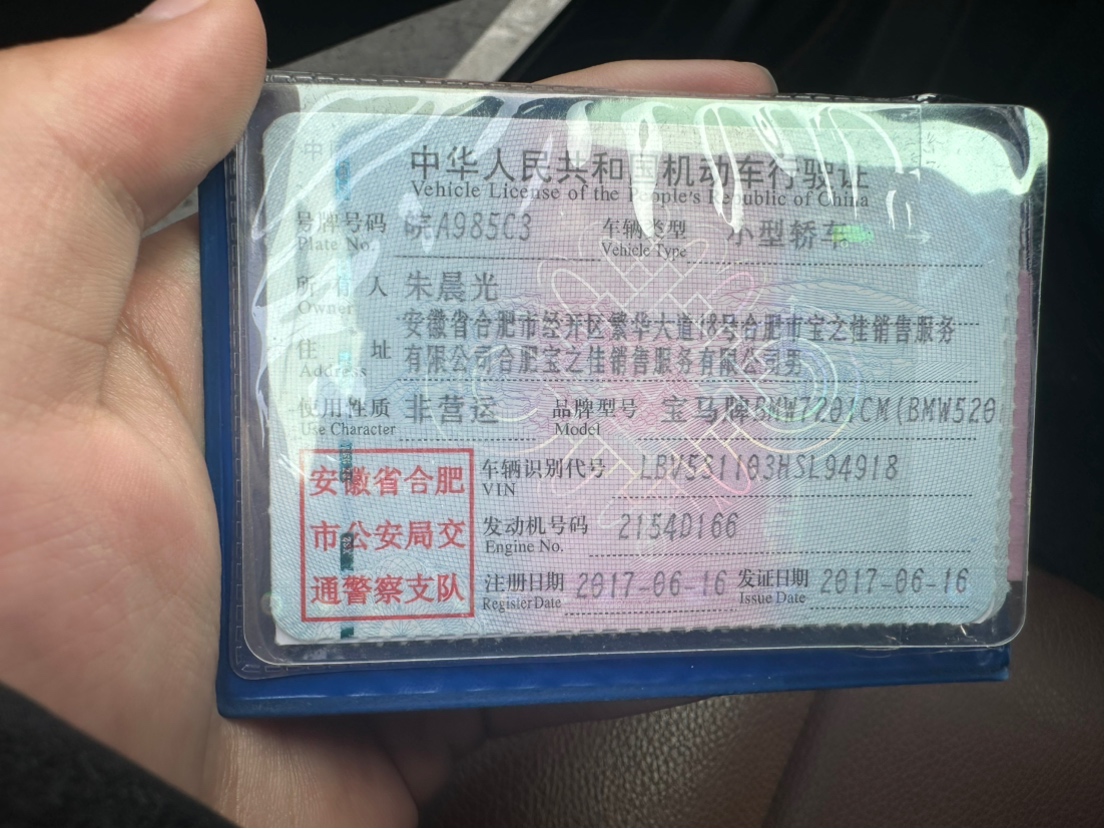 中华人民共和国机动车行驶证
Vehicle License of the People's Republic of China
号牌号码 皖A985C3 车辆类型 小型轿车
Plate No. Vehicle Type
所有人 朱晨光
Owner
安徽省合肥市经开区繁华大道18号合肥市宝之佳销售服务
住址 有限公司合肥宝之佳销售服务有限公司男
Address
使用性质 非营运 品牌型号 宝马牌BMW7201CM(BMW520
Use Character Model
安徽省合肥 车辆识别代号 LBV5S1103HSL94918
VIN
市公安局交 发动机号码 2154D166
Engine No.
通警察支队 注册日期 2017-06-16 发证日期 2017-06-16
Register Date Issue Date